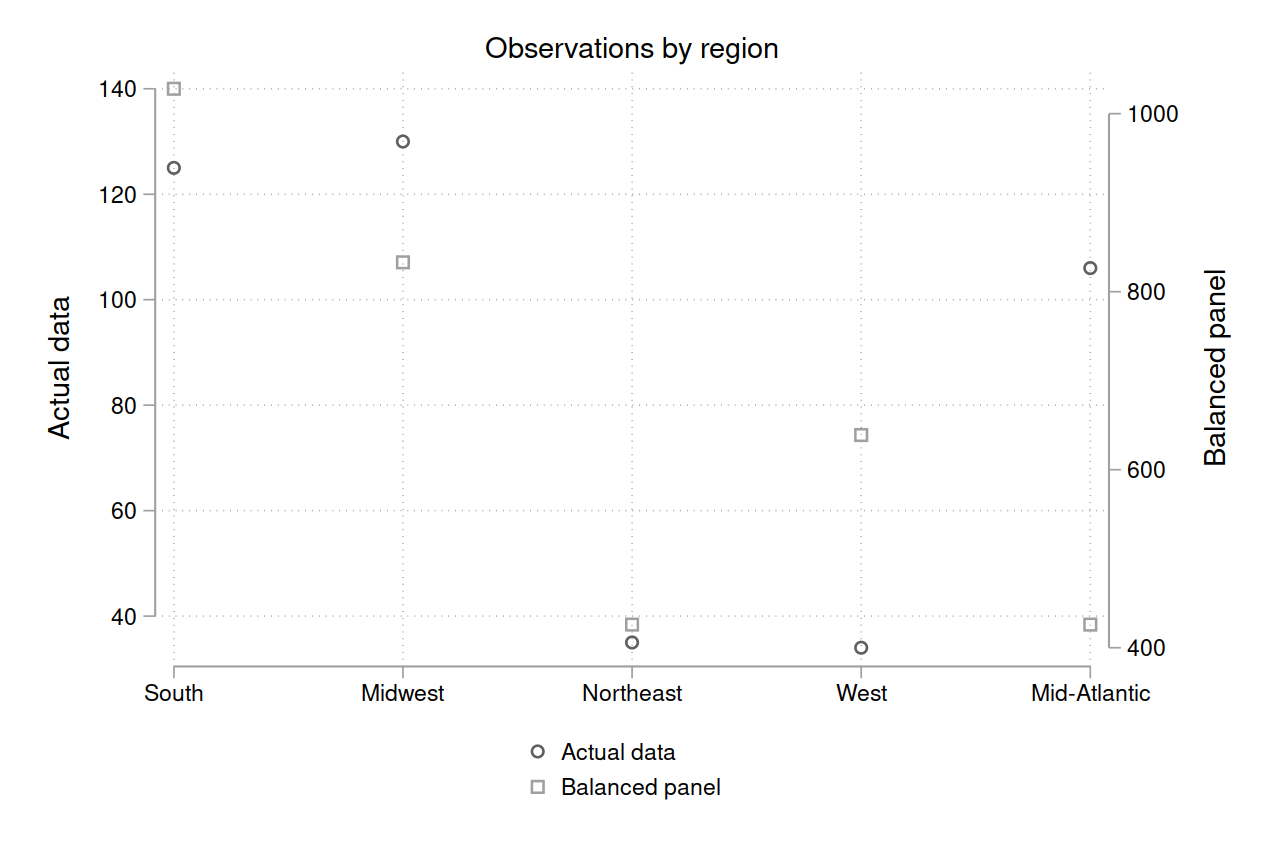 Observations by region
140
120
100
80
60
40
Actual data
1000
800
600
400
Balanced panel
South
Midwest
Northeast
West
Mid-Atlantic
Actual data
Balanced panel